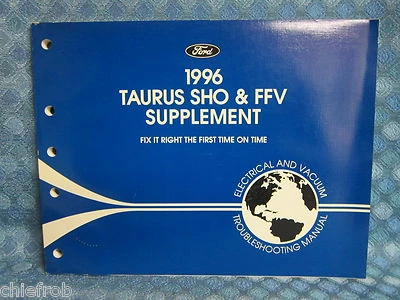 Ford
1996
TAURUS SHO & FFV
SUPPLEMENT
FIX IT RIGHT THE FIRST TIME ON TIME
ELECTRICAL AND VACUUM
TROUBLESHOOTING MANUAL
chiefrob